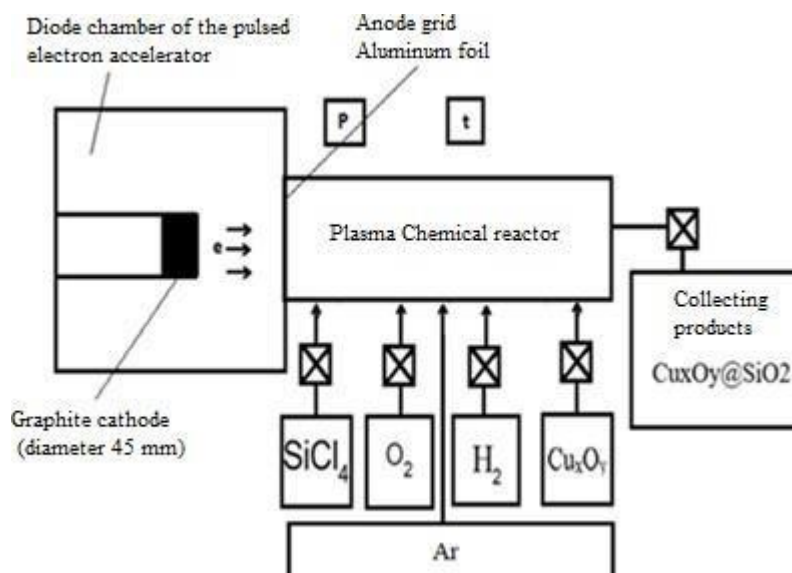 Diode chamber of the pulsed
electron accelerator
Anode grid
Aluminum foil
P
t
e
Plasma Chemical reactor
Collecting
products
CuxOy@SiO2
Graphite cathode
(diameter 45 mm)
SiCl₄
O₂
H₂
CuₓOᵧ
Ar